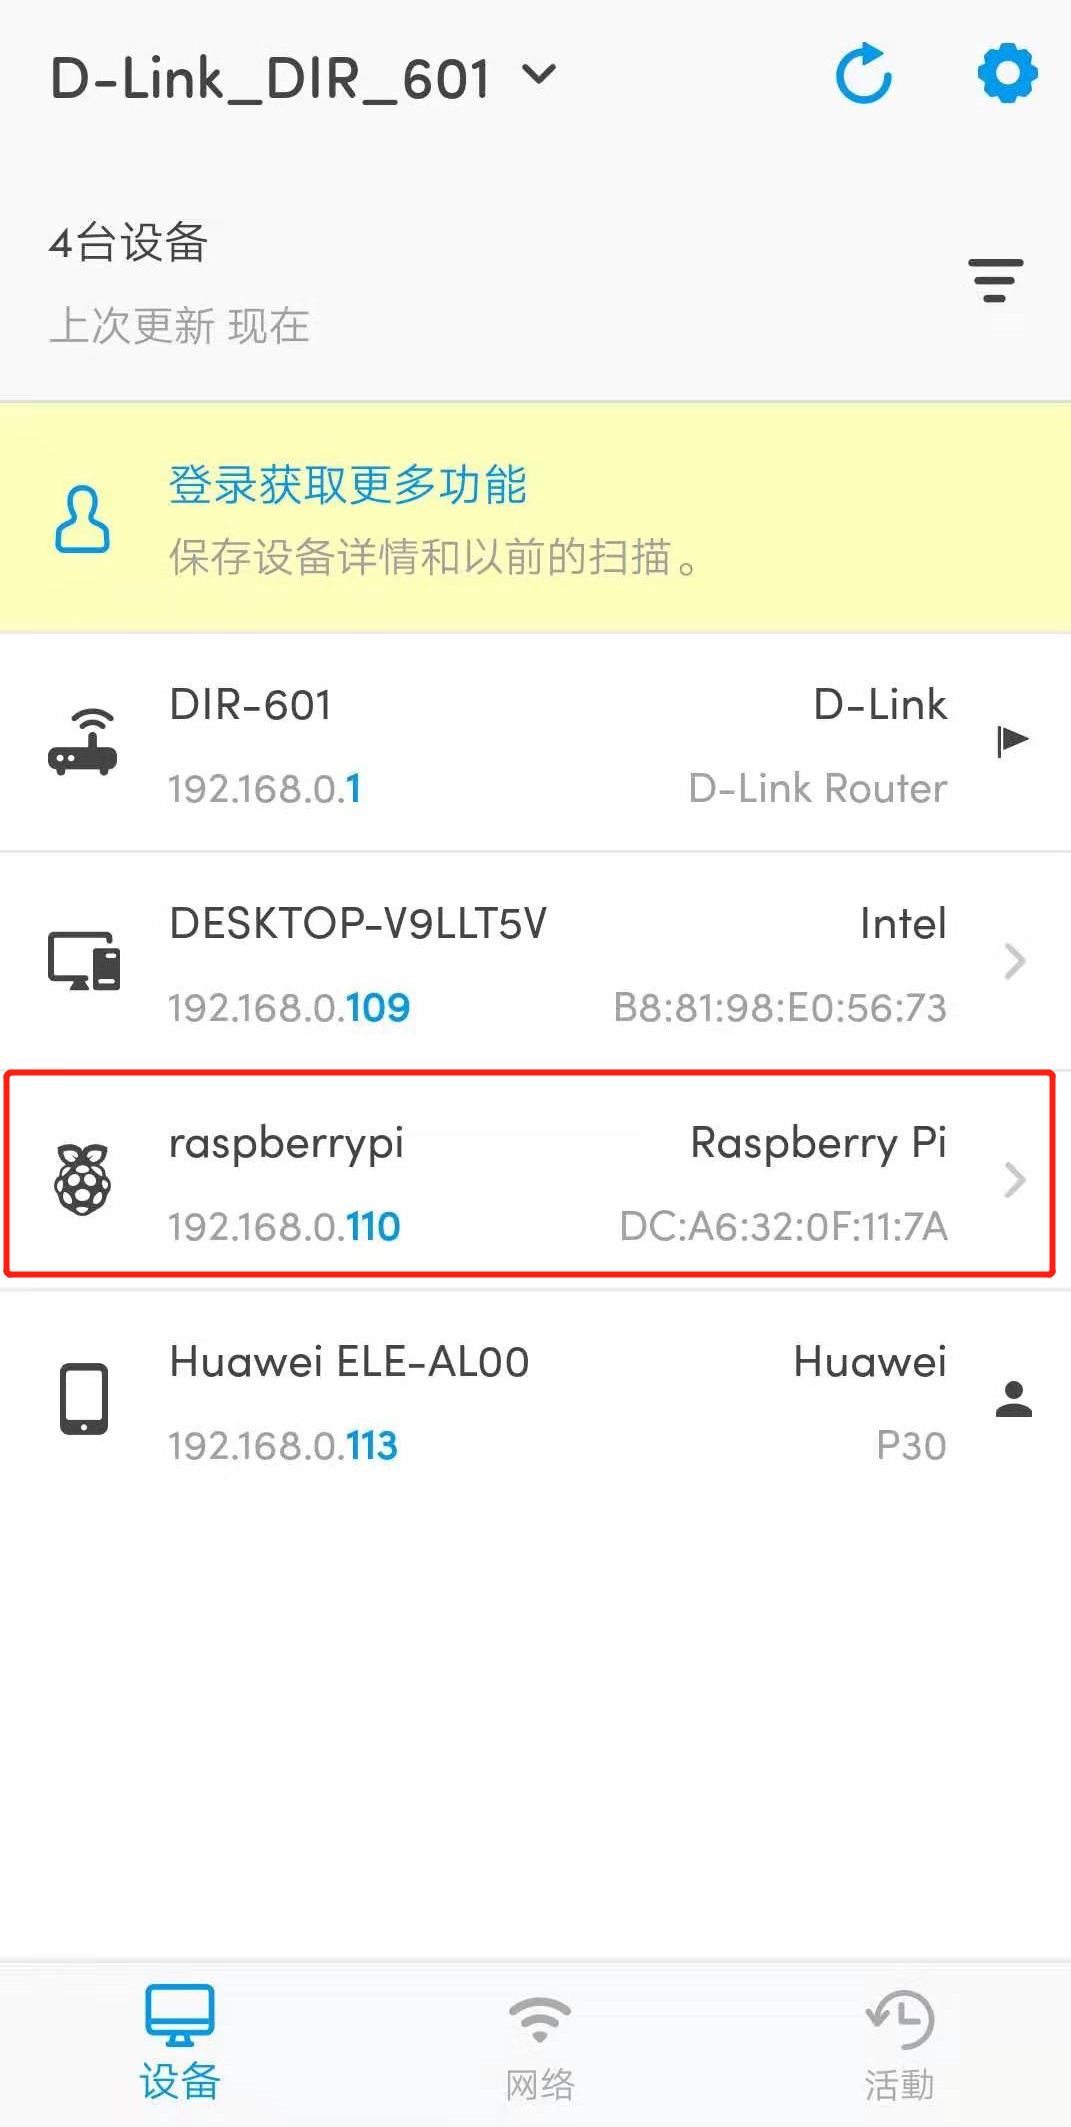 D-Link_DIR_601
4台设备
上次更新 现在
登录获取更多功能
保存设备详情和以前的扫描。
DIR-601 D-Link
192.168.0.1 D-Link Router
DESKTOP-V9LLT5V Intel
192.168.0.109 B8:81:98:E0:56:73
raspberrypi Raspberry Pi
192.168.0.110 DC:A6:32:0F:11:7A
Huawei ELE-AL00 Huawei
192.168.0.113 P30
设备 网络 活動